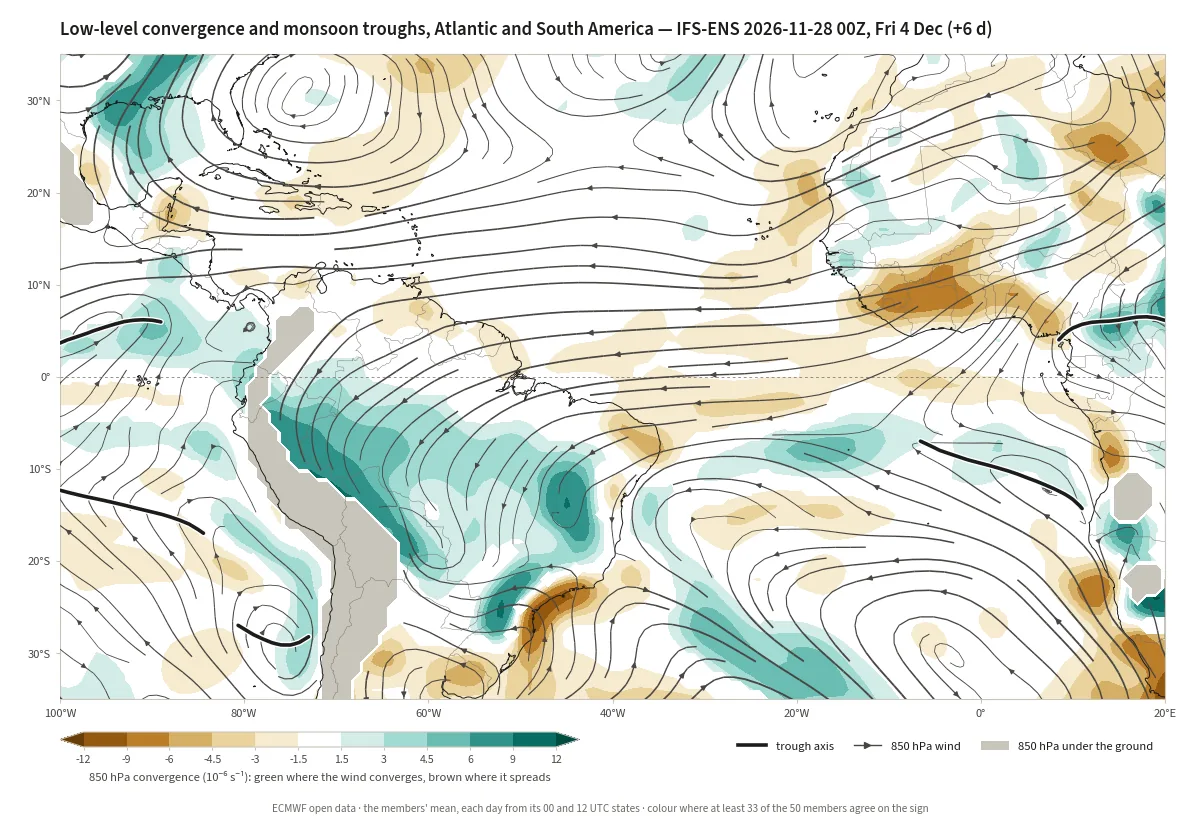 Low-level convergence and monsoon troughs, Atlantic and South America — IFS-ENS 2026-11-28 00Z, Fri 4 Dec (+6 d)
30°N
20°N
10°N
0°
10°S
20°S
30°S
100°W 80°W 60°W 40°W 20°W 0° 20°E
-12 -9 -6 -4.5 -3 -1.5 1.5 3 4.5 6 9 12
850 hPa convergence (10⁻⁶ s⁻¹): green where the wind converges, brown where it spreads
trough axis 850 hPa wind 850 hPa under the ground
ECMWF open data · the members' mean, each day from its 00 and 12 UTC states · colour where at least 33 of the 50 members agree on the sign